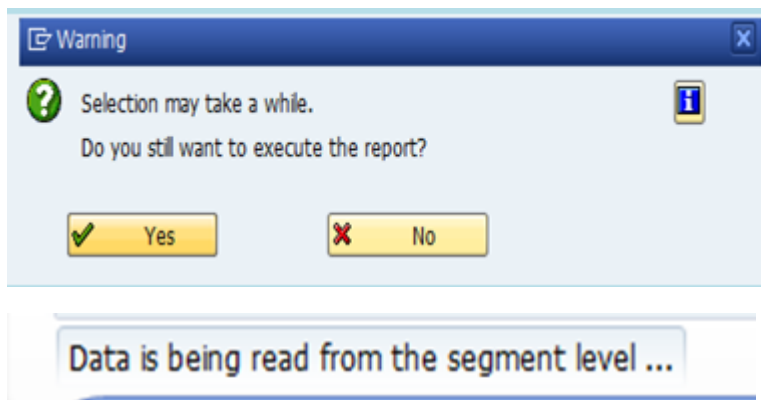 Warning
Selection may take a while.
Do you still want to execute the report?
Yes
No
Data is being read from the segment level ...